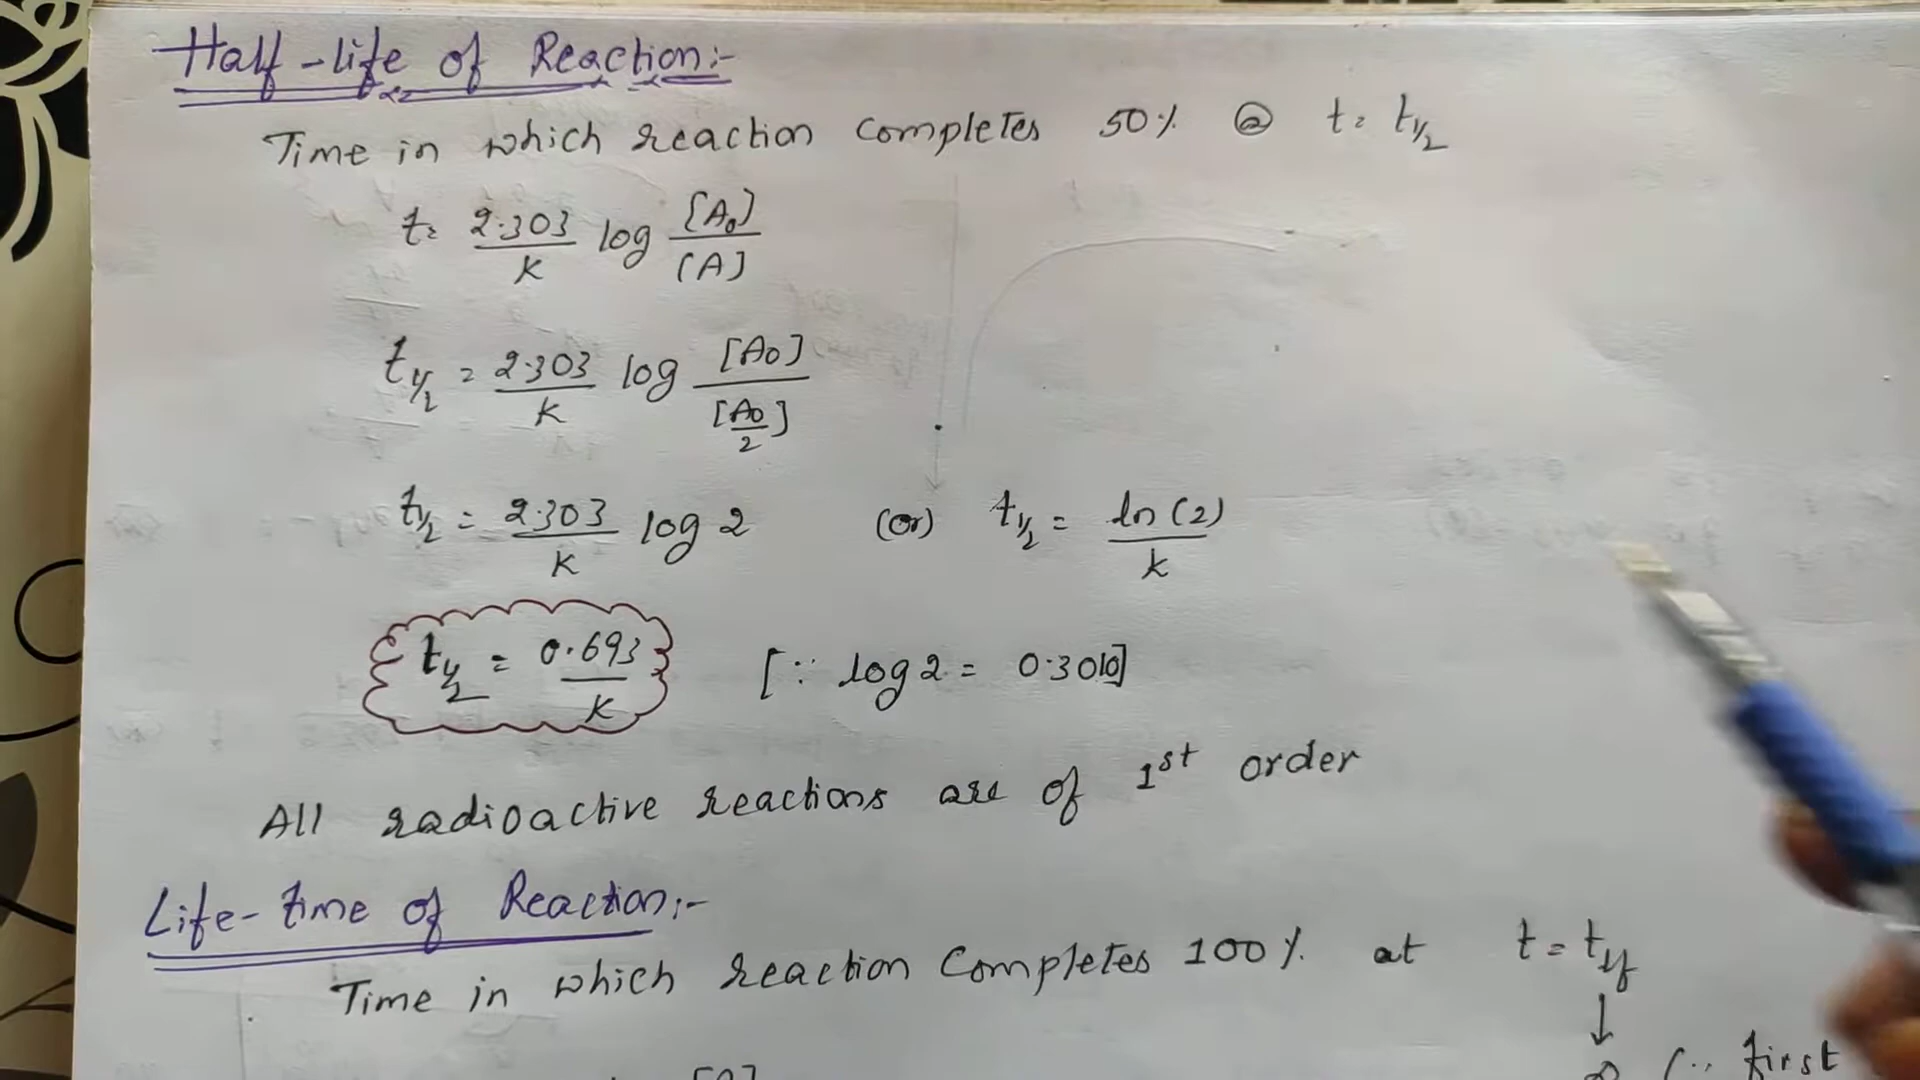 Half-life of Reaction:-
Time in which reaction completes 50% @ t = t1/2
t = 2.303/K log [A0]/[A]
t1/2 = 2.303/K log [A0]/[A0/2]
t1/2 = 2.303/K log 2 (or) t1/2 = ln(2)/k
t1/2 = 0.693/K [∵ log 2 = 0.3010]
All radioactive reactions are of 1st order
Life-time of Reaction:-
Time in which reaction completes 100% at t = tlf
(∵ first